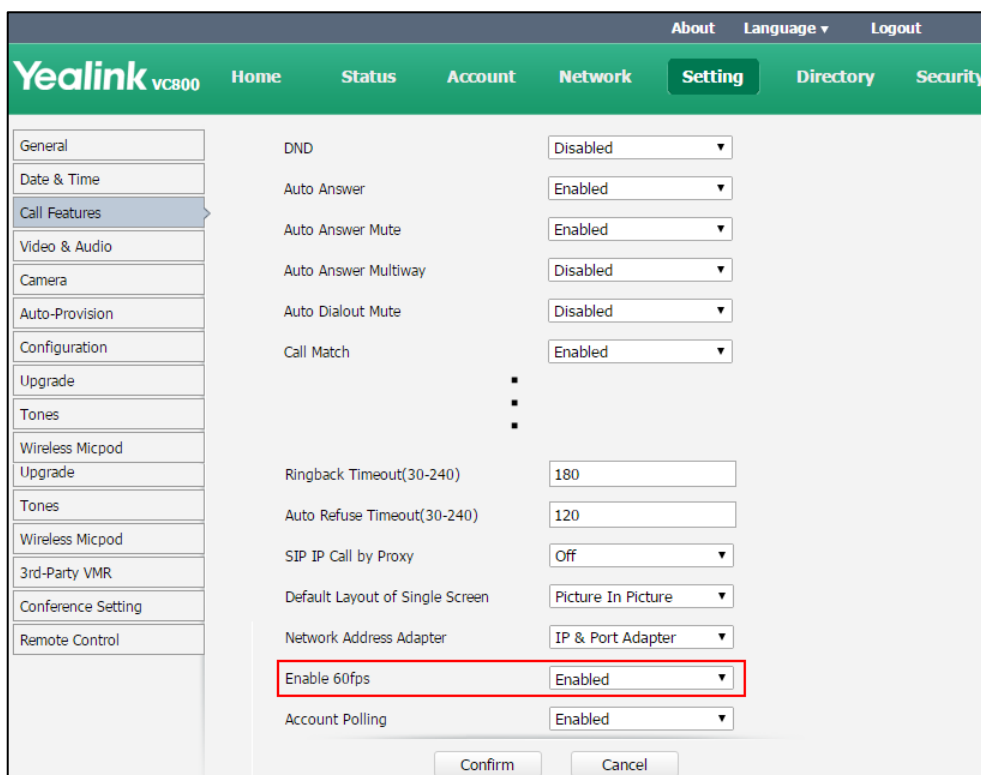 About Language ▾ Logout
Yealink VC800 Home Status Account Network Setting Directory Security
General
Date & Time
Call Features
Video & Audio
Camera
Auto-Provision
Configuration
Upgrade
Tones
Wireless Micpod
Upgrade
Tones
Wireless Micpod
3rd-Party VMR
Conference Setting
Remote Control
DND Disabled
Auto Answer Enabled
Auto Answer Mute Enabled
Auto Answer Multiway Disabled
Auto Dialout Mute Disabled
Call Match Enabled
Ringback Timeout(30-240) 180
Auto Refuse Timeout(30-240) 120
SIP IP Call by Proxy Off
Default Layout of Single Screen Picture In Picture
Network Address Adapter IP & Port Adapter
Enable 60fps Enabled
Account Polling Enabled
Confirm Cancel